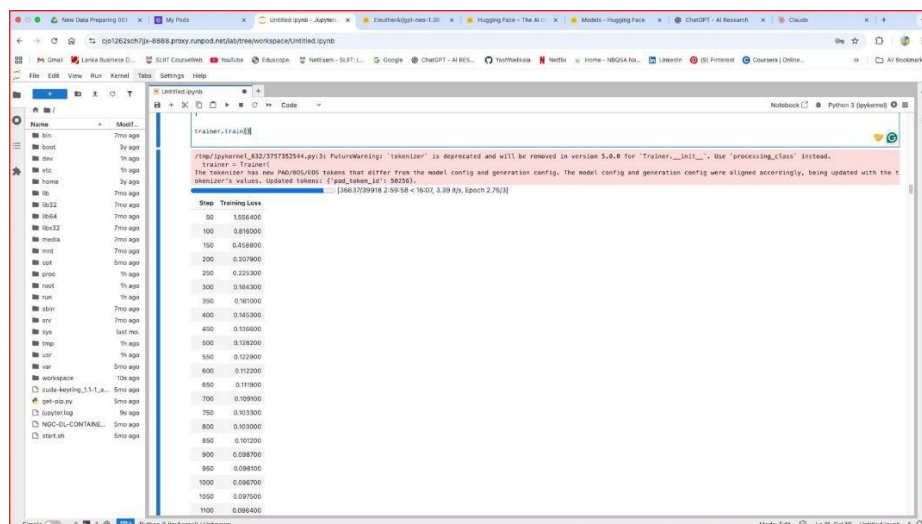 New Data Preparing 001 - X
My Pods
Untitled.ipynb - Jupyter
EleutherAI/gpt-neo-1.3B
Hugging Face – The AI
Models - Hugging Face
ChatGPT - AI Research
Claude
cjo1262sch7jjx-8888.proxy.runpod.net/lab/tree/workspace/Untitled.ipynb
M Gmail Lanka Business O... SLIIT CourseWeb YouTube Eduscope NetExam - SLIIT: L... Google ChatGPT - AI RES... YashWalikala Netflix Home - NBQSA Na... LinkedIn (9) Pinterest Coursera | Online... All Bookmarks
File Edit View Run Kernel Tabs Settings Help
Untitled.ipynb
Code
Notebook Python 3 (ipykernel)
Name Modif...
bin 7mo ago
boot 3y ago
dev 1h ago
etc 1h ago
home 3y ago
lib 7mo ago
lib32 7mo ago
lib64 7mo ago
libx32 7mo ago
media 7mo ago
mnt 7mo ago
opt 5mo ago
proc 1h ago
root 1h ago
run 1h ago
sbin 7mo ago
srv 7mo ago
sys last mo.
tmp 1h ago
usr 1h ago
var 5mo ago
workspace 10s ago
cuda-keyring_1.1-1_a... 5mo ago
get-pip.py 5mo ago
jupyter.log 9s ago
NGC-DL-CONTAINE... 5mo ago
start.sh 5mo ago
)
trainer.train()
/tmp/ipykernel_632/3757352544.py:3: FutureWarning: `tokenizer` is deprecated and will be removed in version 5.0.0 for `Trainer.__init__`. Use `processing_class` instead.
trainer = Trainer(
The tokenizer has new PAD/BOS/EOS tokens that differ from the model config and generation config. The model config and generation config were aligned accordingly, being updated with the t
okenizer's values. Updated tokens: {'pad_token_id': 50256}.
[36637/39918 2:59:58 < 16:07, 3.39 it/s, Epoch 2.75/3]
Step Training Loss
50 1.556400
100 0.816000
150 0.458900
200 0.307900
250 0.225300
300 0.184300
350 0.161000
400 0.145300
450 0.136600
500 0.128200
550 0.122900
600 0.112200
650 0.111900
700 0.109100
750 0.103300
800 0.103000
850 0.101200
900 0.098700
950 0.098100
1000 0.096700
1050 0.097500
1100 0.096400